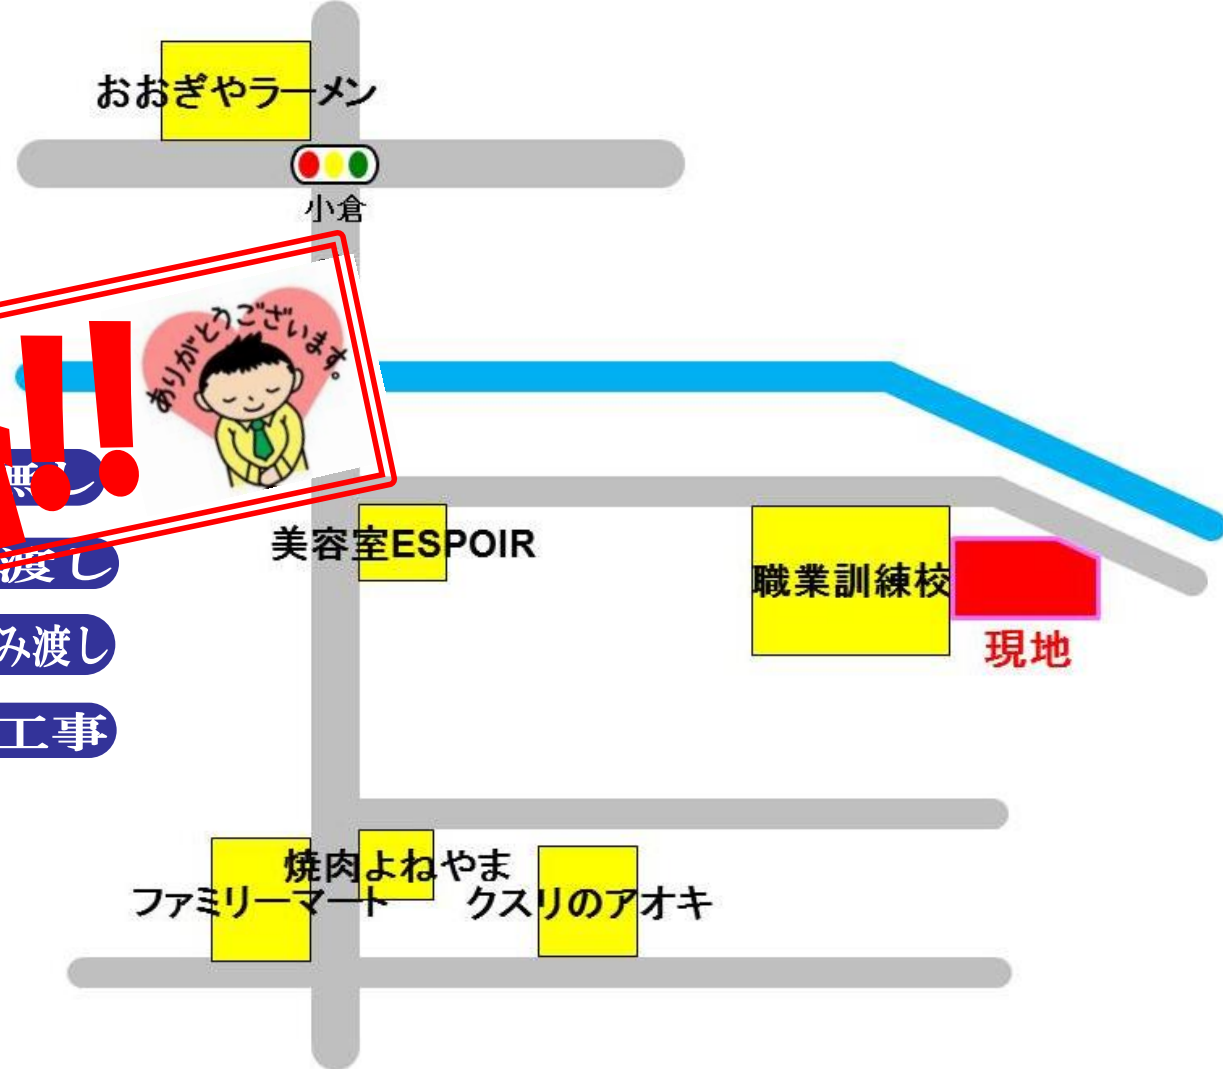 おおぎやラーメン
小倉
ありがとうございます。
!!
無し
渡し
み渡し
工事
美容室ESPOIR
職業訓練校
現地
焼肉よねやま
ファミリーマート
クスリのアオキ